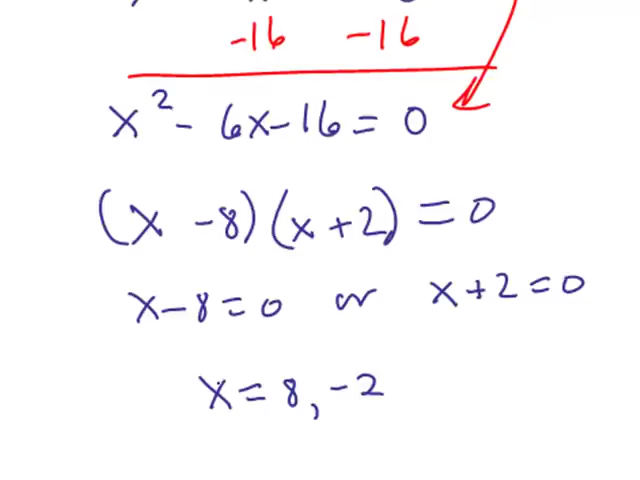 -16 -16
x² - 6x - 16 = 0
(x - 8)(x + 2) = 0
x - 8 = 0 or x + 2 = 0
x = 8, -2